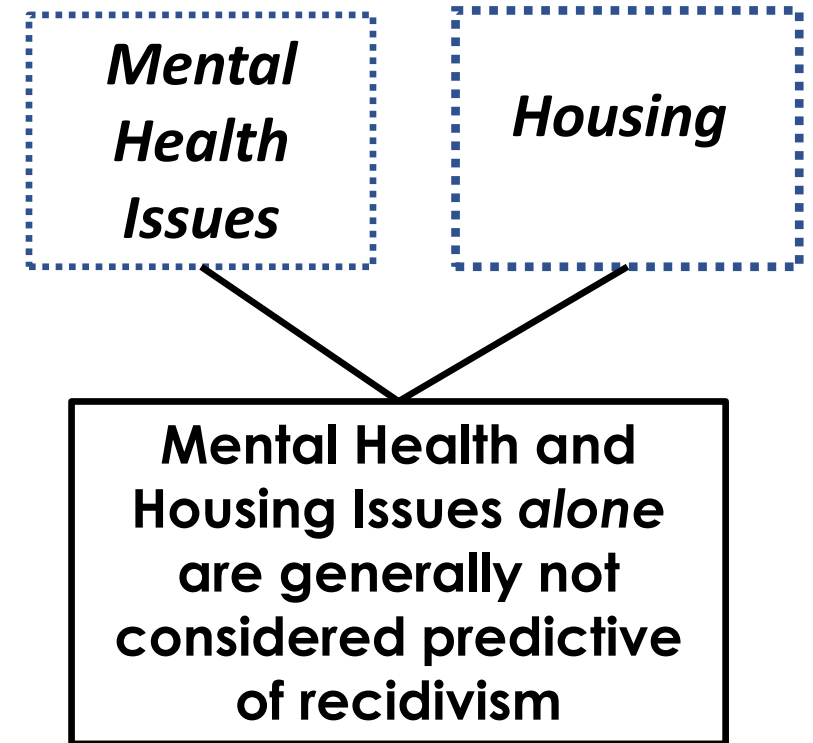 Mental
Health
Issues
Housing
Mental Health and
Housing Issues alone
are generally not
considered predictive
of recidivism